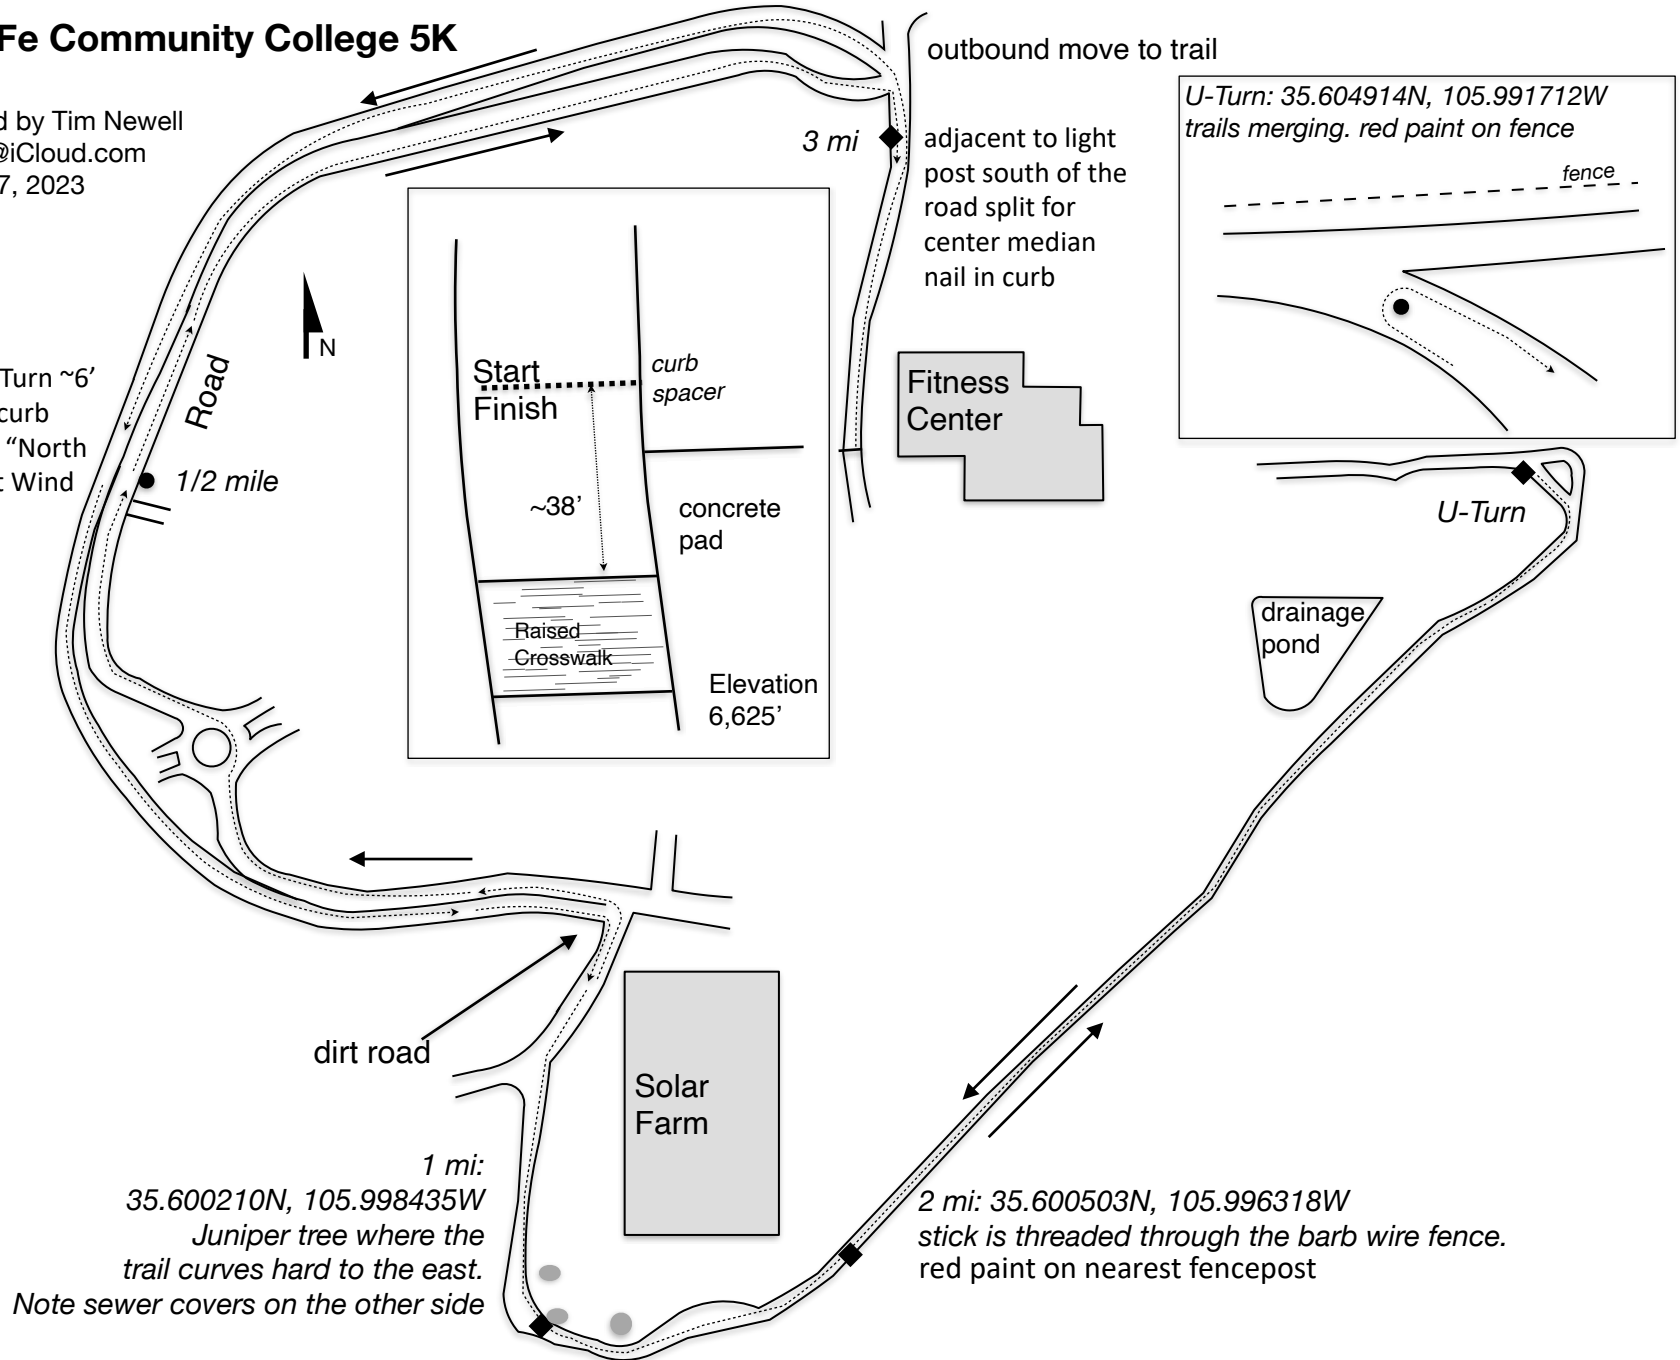 Fe Community College 5K
d by Tim Newell
@iCloud.com
7, 2023
outbound move to trail
U-Turn: 35.604914N, 105.991712W
trails merging. red paint on fence
fence
3 mi
adjacent to light
post south of the
road split for
center median
nail in curb
N
Road
Turn ~6’
curb
“North
t Wind
1/2 mile
Start
Finish
curb
spacer
~38’
concrete
pad
Raised
Crosswalk
Elevation
6,625’
Fitness
Center
U-Turn
drainage
pond
dirt road
Solar
Farm
1 mi:
35.600210N, 105.998435W
Juniper tree where the
trail curves hard to the east.
Note sewer covers on the other side
2 mi: 35.600503N, 105.996318W
stick is threaded through the barb wire fence.
red paint on nearest fencepost